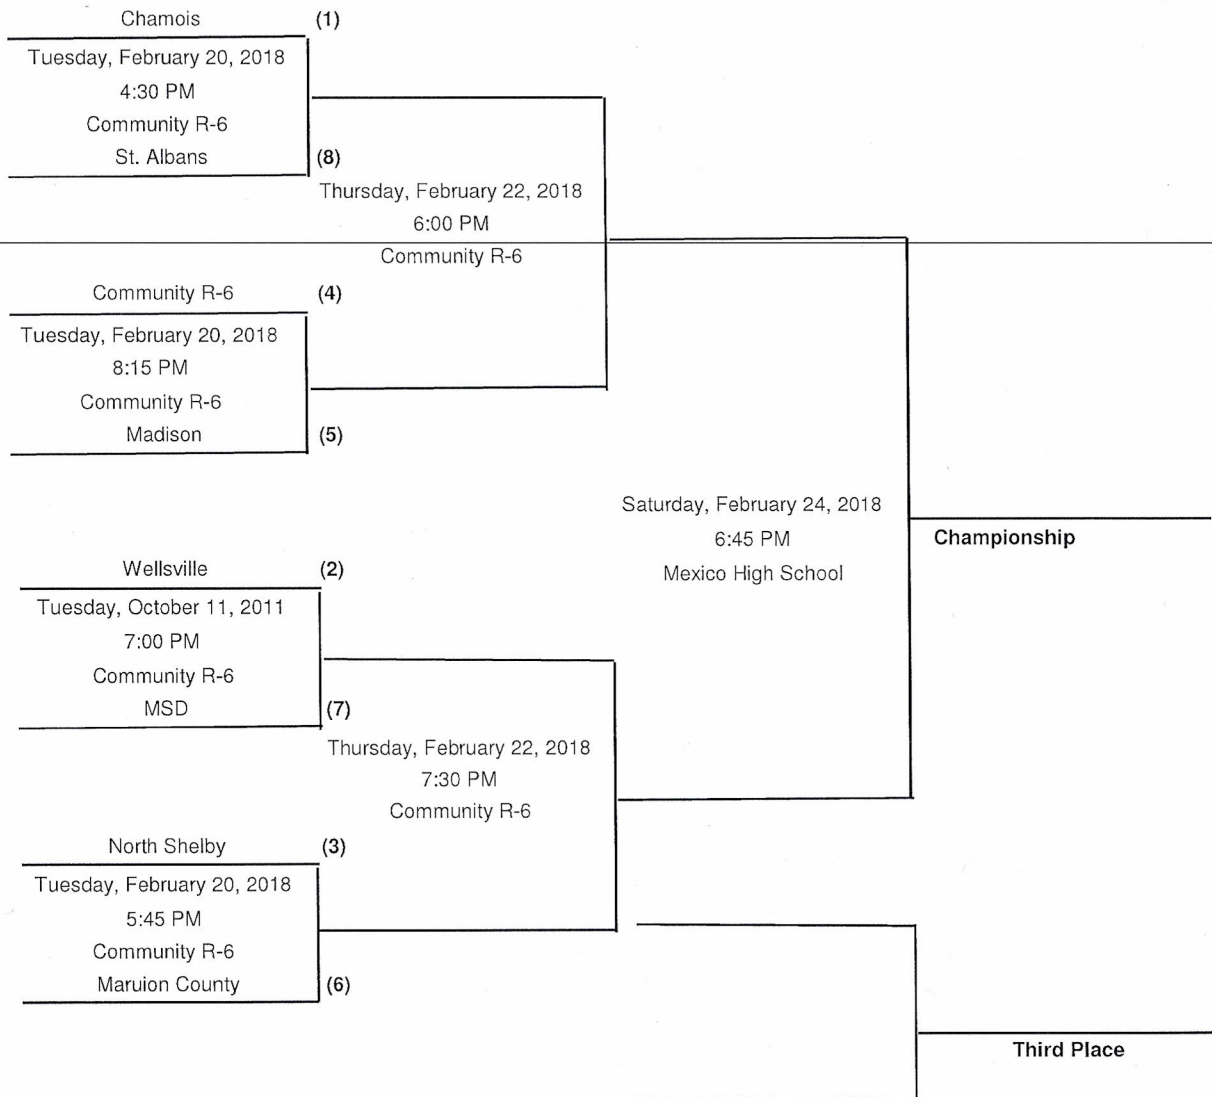 Chamois (1)
Tuesday, February 20, 2018
4:30 PM
Community R-6
St. Albans (8)
Thursday, February 22, 2018
6:00 PM
Community R-6
Community R-6 (4)
Tuesday, February 20, 2018
8:15 PM
Community R-6
Madison (5)
Saturday, February 24, 2018
6:45 PM
Mexico High School
Championship
Wellsville (2)
Tuesday, October 11, 2011
7:00 PM
Community R-6
MSD (7)
Thursday, February 22, 2018
7:30 PM
Community R-6
North Shelby (3)
Tuesday, February 20, 2018
5:45 PM
Community R-6
Maruion County (6)
Third Place